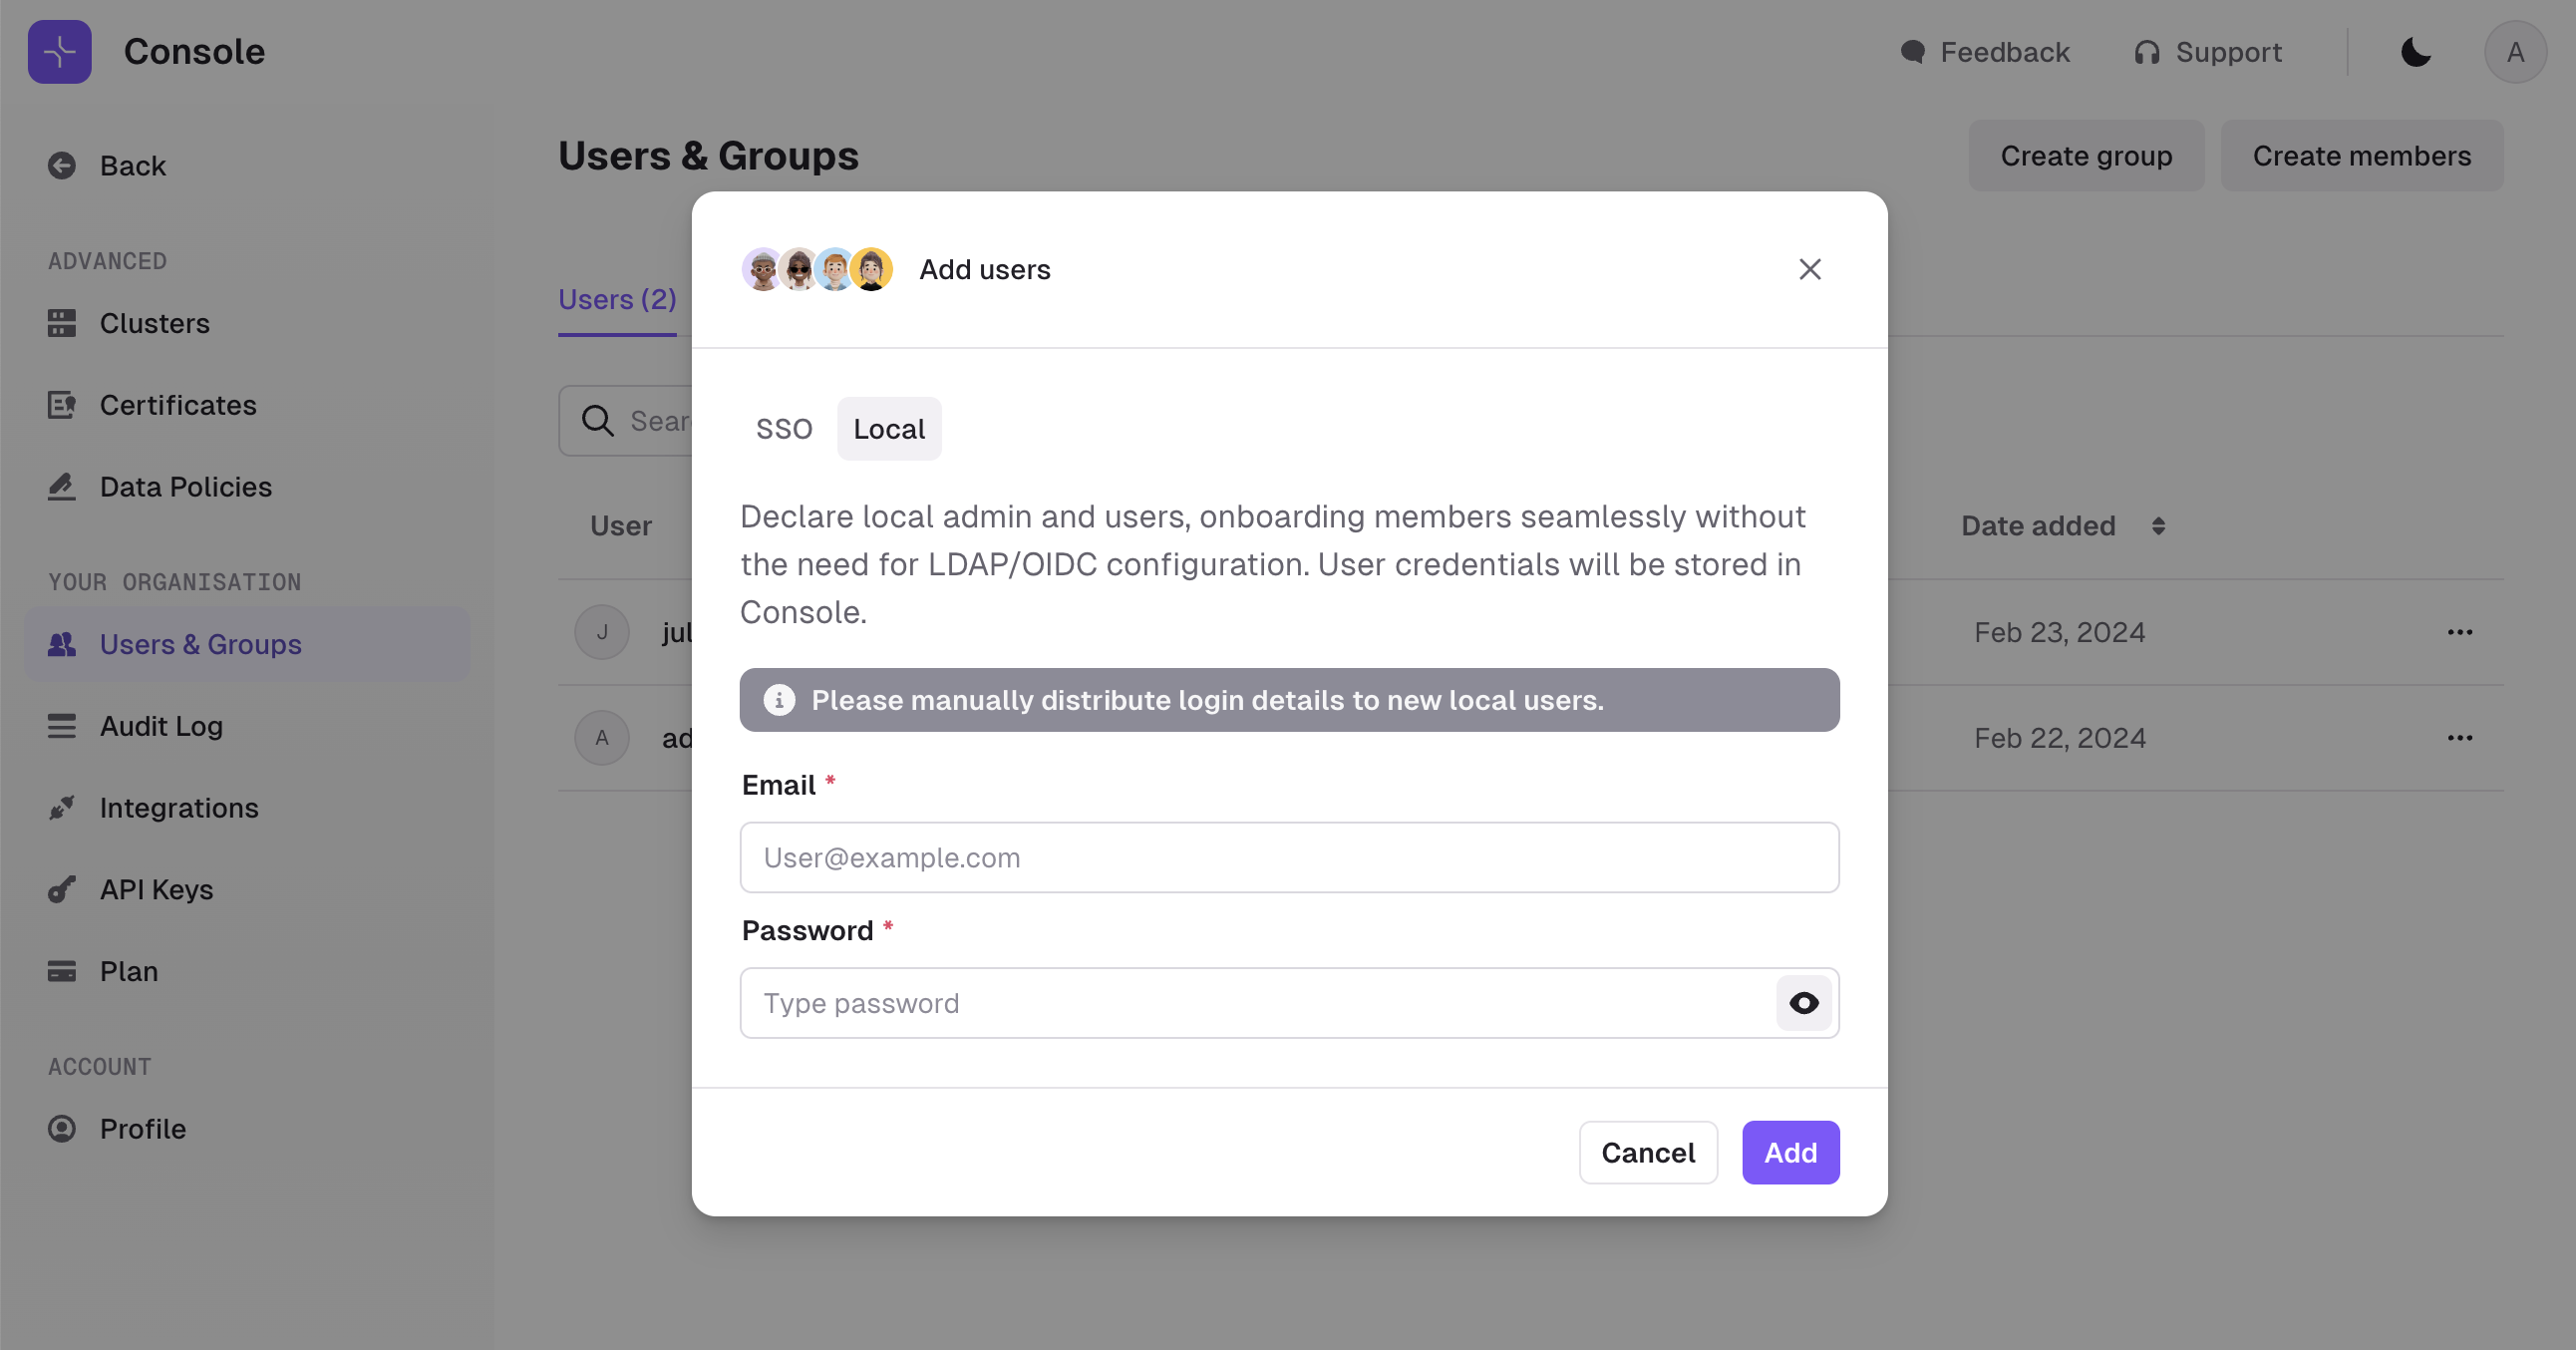 Console
Feedback
Support
A
Back
Users & Groups
Create group
Create members
ADVANCED
Clusters
Certificates
Data Policies
YOUR ORGANISATION
Users & Groups
Audit Log
Integrations
API Keys
Plan
ACCOUNT
Profile
Users (2)
User
Date added
J
Feb 23, 2024
A
Feb 22, 2024
Add users
SSO
Local
Declare local admin and users, onboarding members seamlessly without
the need for LDAP/OIDC configuration. User credentials will be stored in
Console.
Please manually distribute login details to new local users.
Email *
User@example.com
Password *
Type password
Cancel
Add